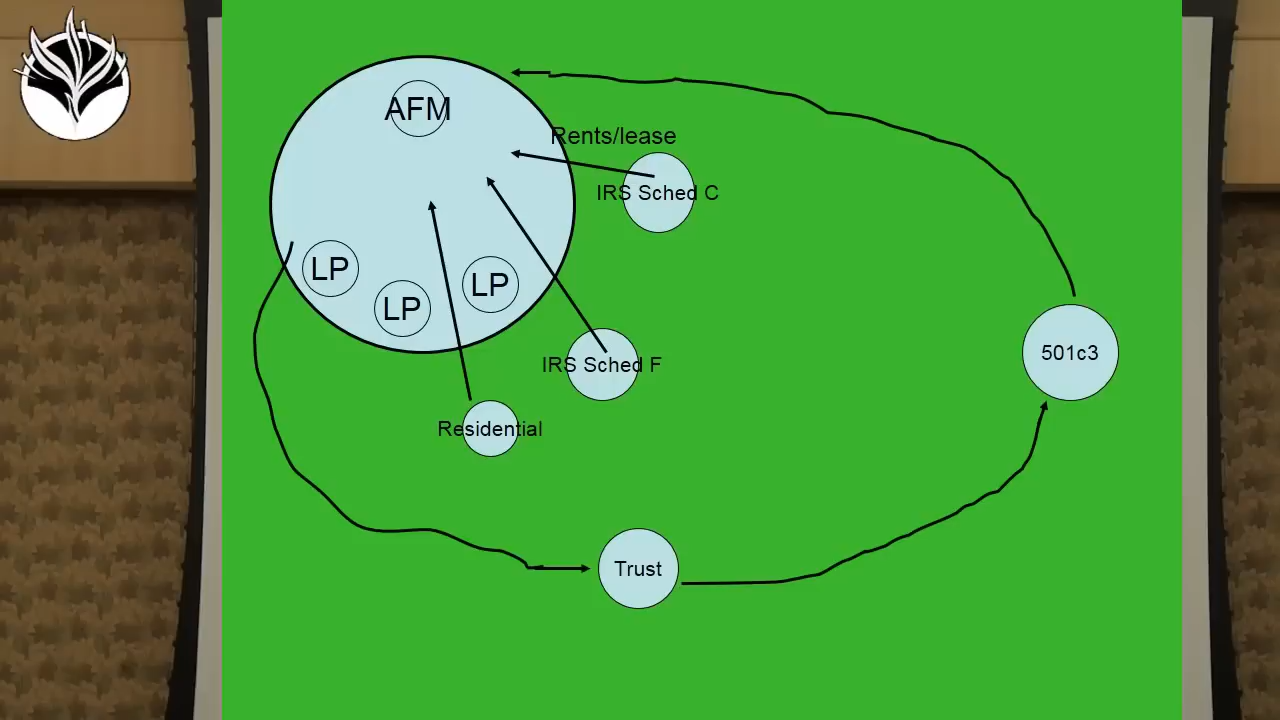 AFM
Rents/lease
IRS Sched C
LP
LP
LP
IRS Sched F
501c3
Residential
Trust